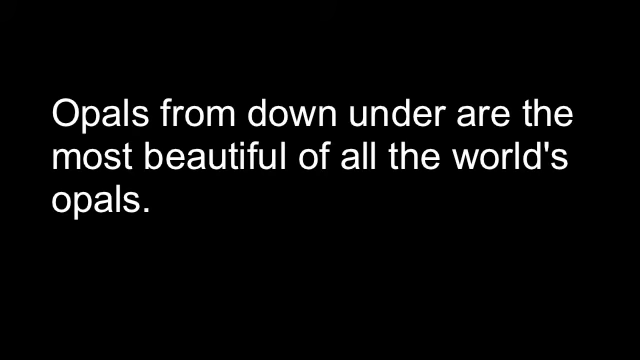 Opals from down under are the
most beautiful of all the world's
opals.